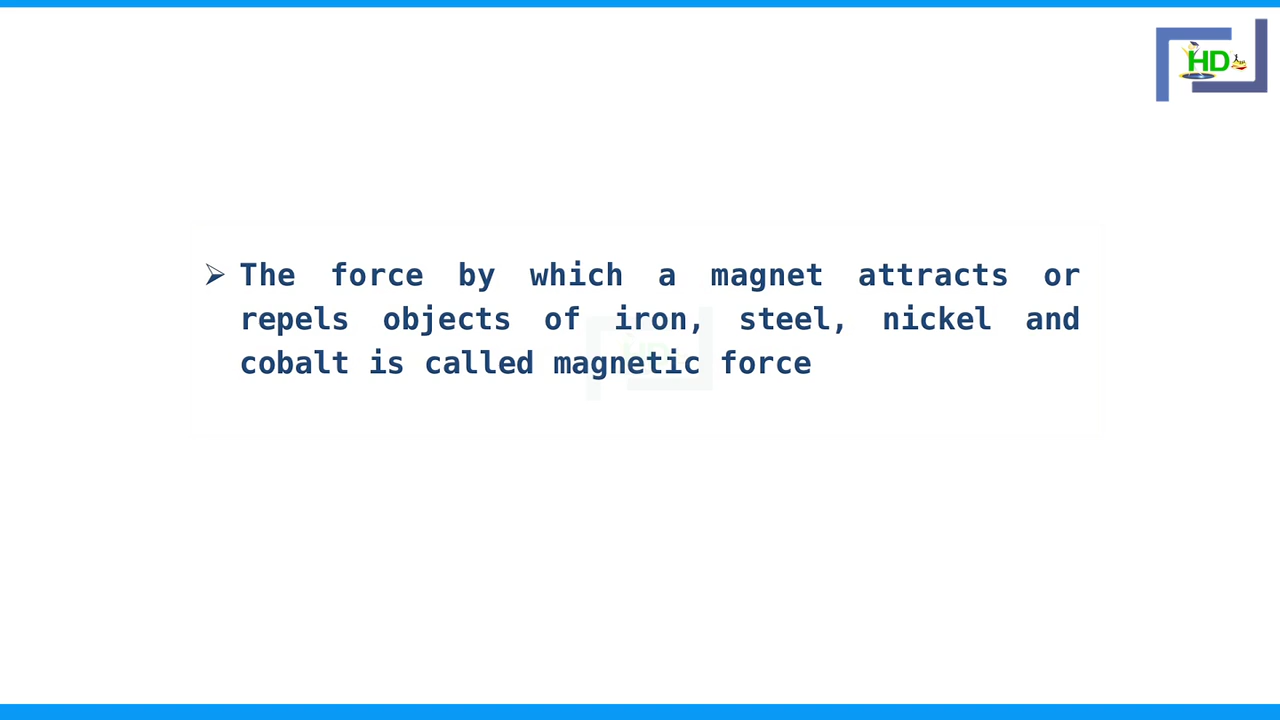 HD
➢ The force by which a magnet attracts or
repels objects of iron, steel, nickel and
cobalt is called magnetic force